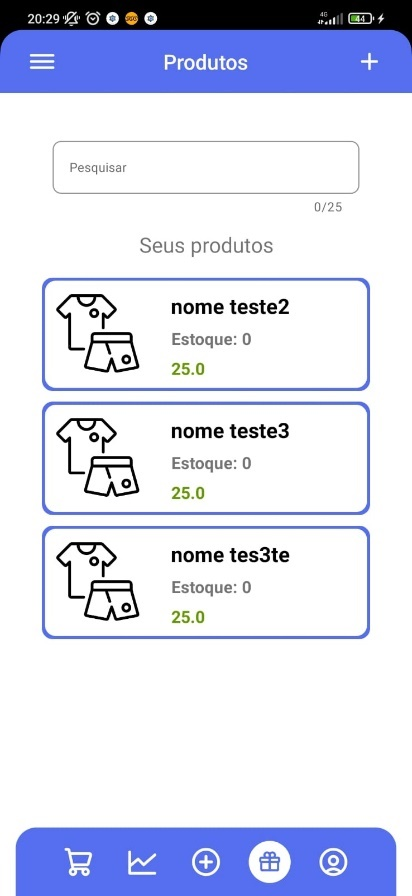 20:29 4G 44
Produtos
Pesquisar
0/25
Seus produtos
nome teste2
Estoque: 0
25.0
nome teste3
Estoque: 0
25.0
nome tes3te
Estoque: 0
25.0